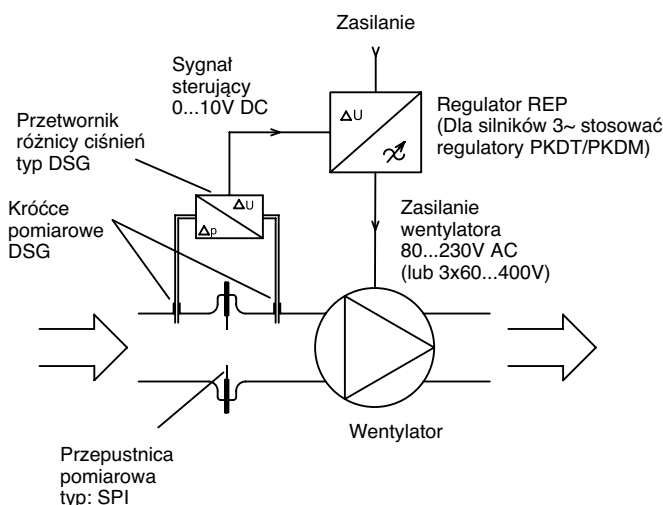 Zasilanie
Sygnał
sterujący
0...10V DC
Przetwornik
różnicy ciśnień
typ DSG
ΔU
Regulator REP
(Dla silników 3~ stosować
regulatory PKDT/PKDM)
Króćce
pomiarowe
DSG
ΔU
Δp
Zasilanie
wentylatora
80...230V AC
(lub 3x60...400V)
Wentylator
Przepustnica
pomiarowa
typ: SPI